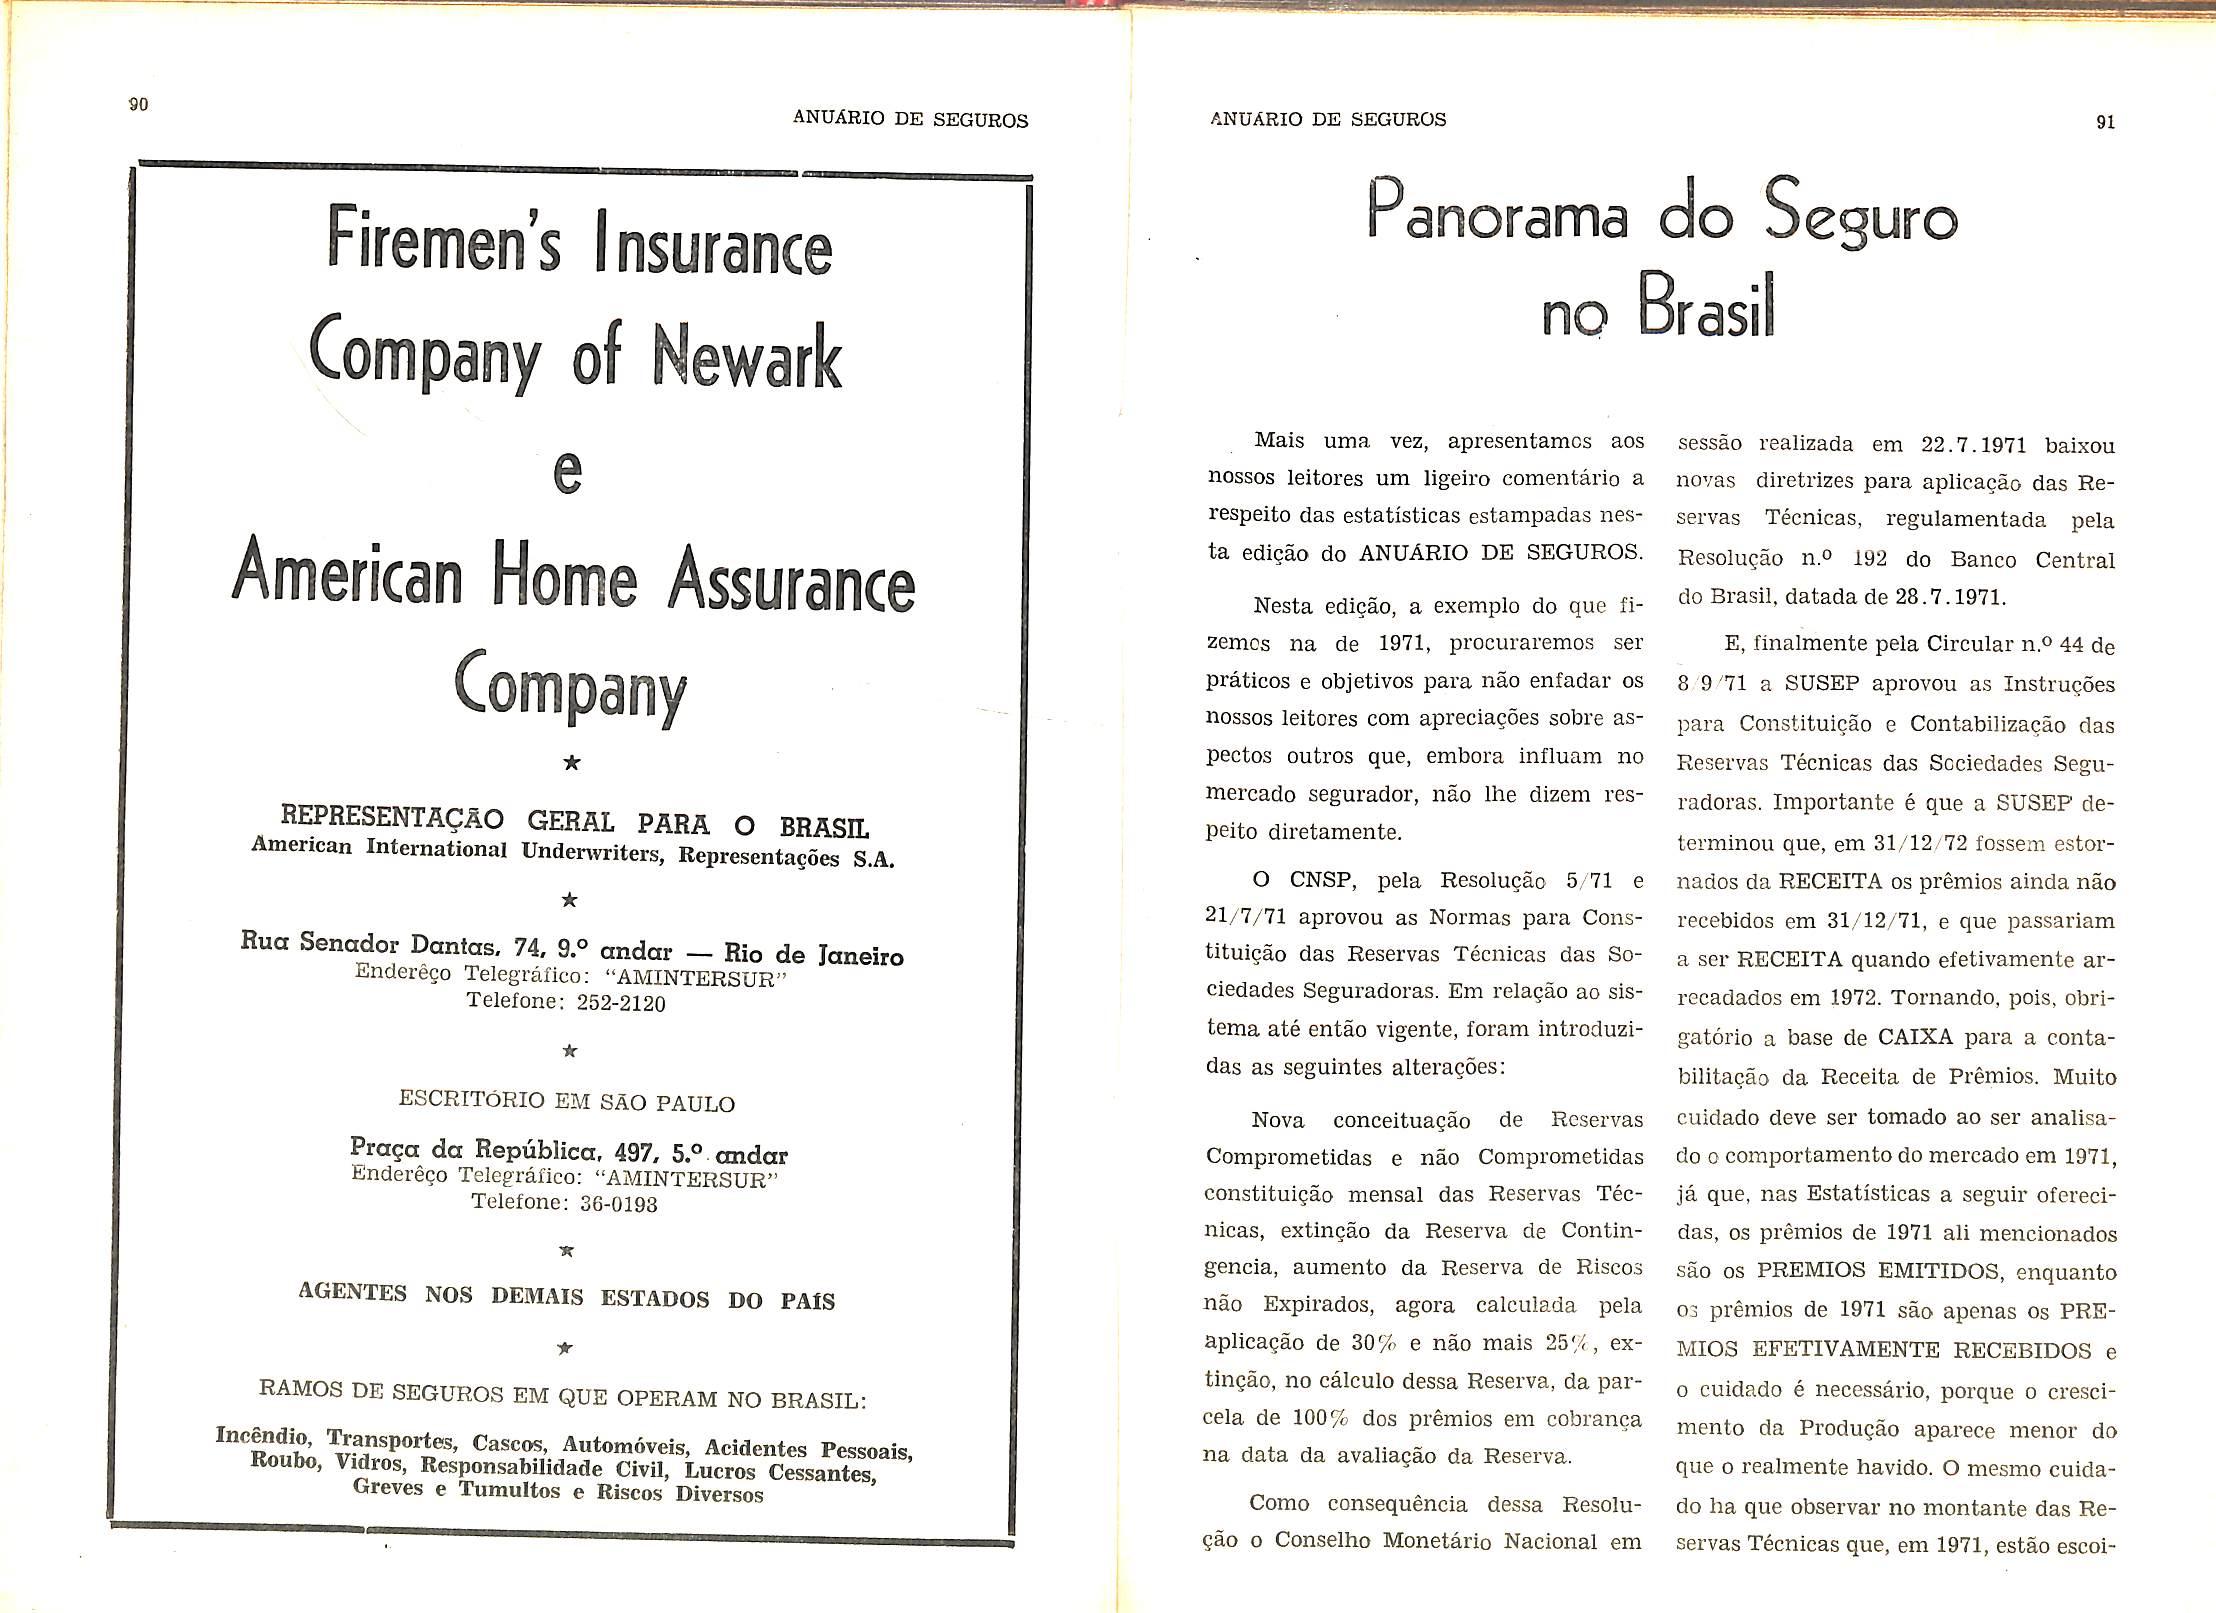 90
ANUÁRIO DE SEGUROS
Firemen's Insurance
Company of Newark
e
American Home Assurance
Company
★
REPRESENTAÇÃO GERAL PARA O BRASIL
American International Underwriters, Representações S.A.
★
Rua Senador Dantas, 74, 9.º andar — Rio de Janeiro
Enderêço Telegráfico: "AMINTERSUR"
Telefone: 252-2120
★
ESCRITÓRIO EM SÃO PAULO
Praça da República, 497, 5.º andar
Enderêço Telegráfico: "AMINTERSUR"
Telefone: 36-0193
★
AGENTES NOS DEMAIS ESTADOS DO PAÍS
★
RAMOS DE SEGUROS EM QUE OPERAM NO BRASIL:
Incêndio, Transportes, Cascos, Automóveis, Acidentes Pessoais,
Roubo, Vidros, Responsabilidade Civil, Lucros Cessantes,
Greves e Tumultos e Riscos Diversos
ANUÁRIO DE SEGUROS
91
Panorama do Seguro
no Brasil
Mais uma vez, apresentamos aos
nossos leitores um ligeiro comentário a
respeito das estatísticas estampadas nes-
ta edição do ANUÁRIO DE SEGUROS.
Nesta edição, a exemplo do que fi-
zemos na de 1971, procuraremos ser
práticos e objetivos para não enfadar os
nossos leitores com apreciações sobre as-
pectos outros que, embora influam no
mercado segurador, não lhe dizem res-
peito diretamente.
O CNSP, pela Resolução 5/71 e
21/7/71 aprovou as Normas para Cons-
tituição das Reservas Técnicas das So-
ciedades Seguradoras. Em relação ao sis-
tema até então vigente, foram introduzi-
das as seguintes alterações:
Nova conceituação de Reservas
Comprometidas e não Comprometidas
constituição mensal das Reservas Téc-
nicas, extinção da Reserva de Contin-
gencia, aumento da Reserva de Riscos
não Expirados, agora calculada pela
aplicação de 30% e não mais 25%, ex-
tinção, no cálculo dessa Reserva, da par-
cela de 100% dos prêmios em cobrança
na data da avaliação da Reserva.
Como consequência dessa Resolu-
ção o Conselho Monetário Nacional em
sessão realizada em 22.7.1971 baixou
novas diretrizes para aplicação das Re-
servas Técnicas, regulamentada pela
Resolução n.º 192 do Banco Central
do Brasil, datada de 28.7.1971.
E, finalmente pela Circular n.º 44 de
8/9/71 a SUSEP aprovou as Instruções
para Constituição e Contabilização das
Reservas Técnicas das Sociedades Segu-
radoras. Importante é que a SUSEP de-
terminou que, em 31/12/72 fossem estor-
nados da RECEITA os prêmios ainda não
recebidos em 31/12/71, e que passariam
a ser RECEITA quando efetivamente ar-
recadados em 1972. Tornando, pois, obri-
gatório a base de CAIXA para a conta-
bilitação da Receita de Prêmios. Muito
cuidado deve ser tomado ao ser analisa-
do o comportamento do mercado em 1971,
já que, nas Estatísticas a seguir ofereci-
das, os prêmios de 1971 ali mencionados
são os PREMIOS EMITIDOS, enquanto
os prêmios de 1971 são apenas os PRE-
MIOS EFETIVAMENTE RECEBIDOS e
o cuidado é necessário, porque o cresci-
mento da Produção aparece menor do
que o realmente havido. O mesmo cuida-
do ha que observar no montante das Re-
servas Técnicas que, em 1971, estão escoi-